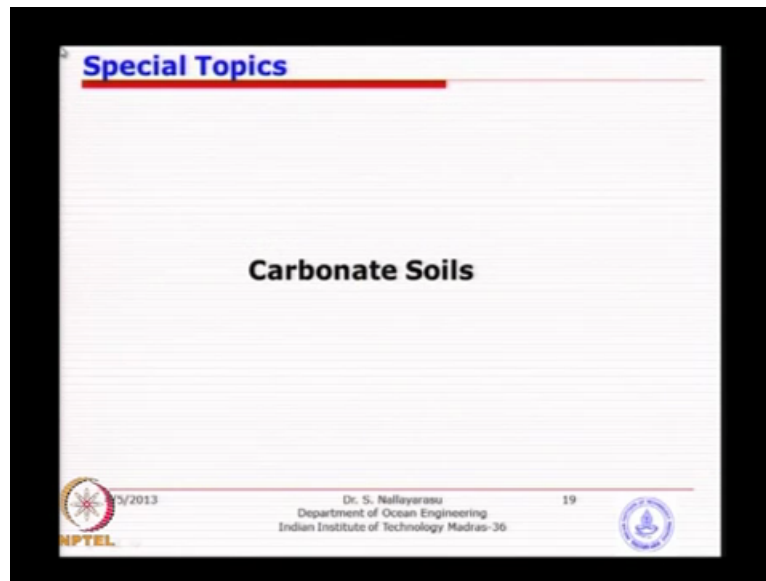 Special Topics
Carbonate Soils
/5/2013
Dr. S. Nallayarasu
19
Department of Ocean Engineering
Indian Institute of Technology Madras-36
NPTEL